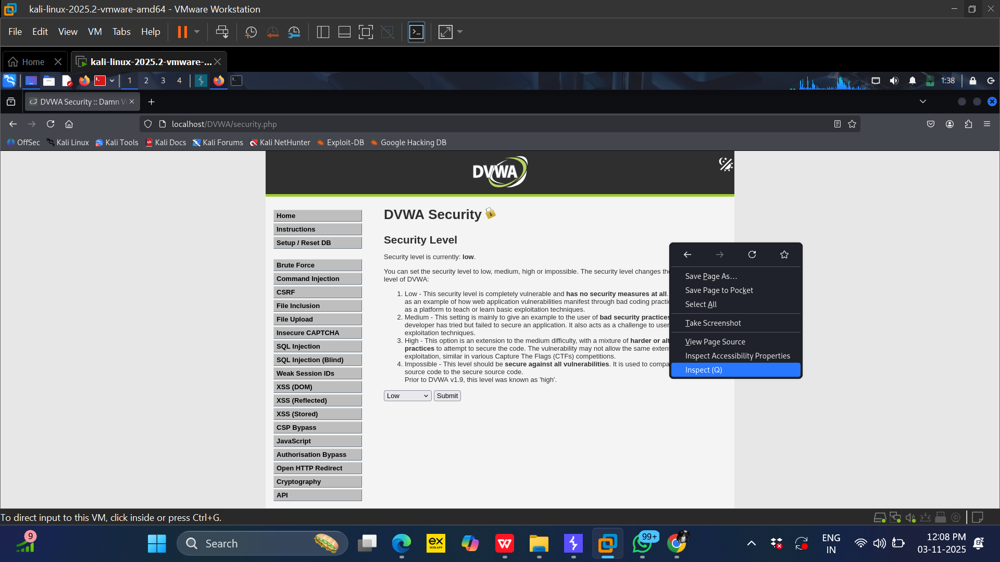 kali-linux-2025.2-vmware-amd64 - VMware Workstation
File Edit View VM Tabs Help
Home
kali-linux-2025.2-vmware-...
1 2 3 4
1:38
DVWA Security :: Damn V
localhost/DVWA/security.php
OffSec Kali Linux Kali Tools Kali Docs Kali Forums Kali NetHunter Exploit-DB Google Hacking DB
DVWA
Home
Instructions
Setup / Reset DB
Brute Force
Command Injection
CSRF
File Inclusion
File Upload
Insecure CAPTCHA
SQL Injection
SQL Injection (Blind)
Weak Session IDs
XSS (DOM)
XSS (Reflected)
XSS (Stored)
CSP Bypass
JavaScript
Authorisation Bypass
Open HTTP Redirect
Cryptography
API
DVWA Security
Security Level
Security level is currently: low.
You can set the security level to low, medium, high or impossible. The security level changes the
level of DVWA:
1. Low - This security level is completely vulnerable and has no security measures at all.
as an example of how web application vulnerabilities manifest through bad coding practic
as a platform to teach or learn basic exploitation techniques.
2. Medium - This setting is mainly to give an example to the user of bad security practices
developer has tried but failed to secure an application. It also acts as a challenge to user
exploitation techniques.
3. High - This option is an extension to the medium difficulty, with a mixture of harder or alt
practices to attempt to secure the code. The vulnerability may not allow the same extent
exploitation, similar in various Capture The Flags (CTFs) competitions.
4. Impossible - This level should be secure against all vulnerabilities. It is used to compa
source code to the secure source code.
Prior to DVWA v1.9, this level was known as 'high'.
Low Submit
Save Page As…
Save Page to Pocket
Select All
Take Screenshot
View Page Source
Inspect Accessibility Properties
Inspect (Q)
To direct input to this VM, click inside or press Ctrl+G.
9
Search
ex
WEB APP
99+
ENG
IN
12:08 PM
03-11-2025